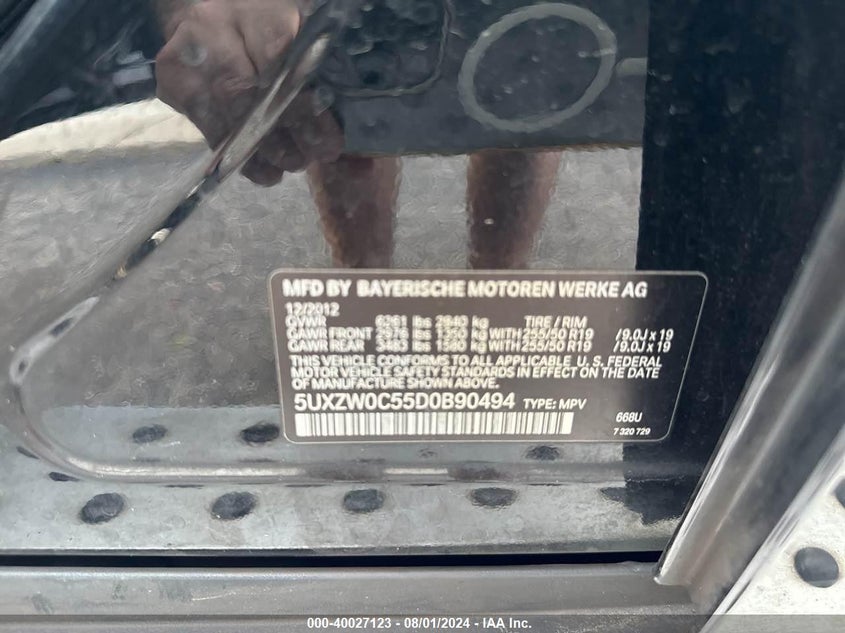 MFD BY BAYERISCHE MOTOREN WERKE AG
12/2012
GVWR 6261 lbs 2840 kg TIRE / RIM
GAWR FRONT 2976 lbs 1350 kg WITH 255/50 R19 /9.0J x 19
GAWR REAR 3483 lbs 1580 kg WITH 255/50 R19 /9.0J x 19
THIS VEHICLE CONFORMS TO ALL APPLICABLE U. S. FEDERAL
MOTOR VEHICLE SAFETY STANDARDS IN EFFECT ON THE DATE
OF MANUFACTURE SHOWN ABOVE.
5UXZW0C55D0B90494 TYPE: MPV
668U
7 320 729
000-40027123 - 08/01/2024 - IAA Inc.